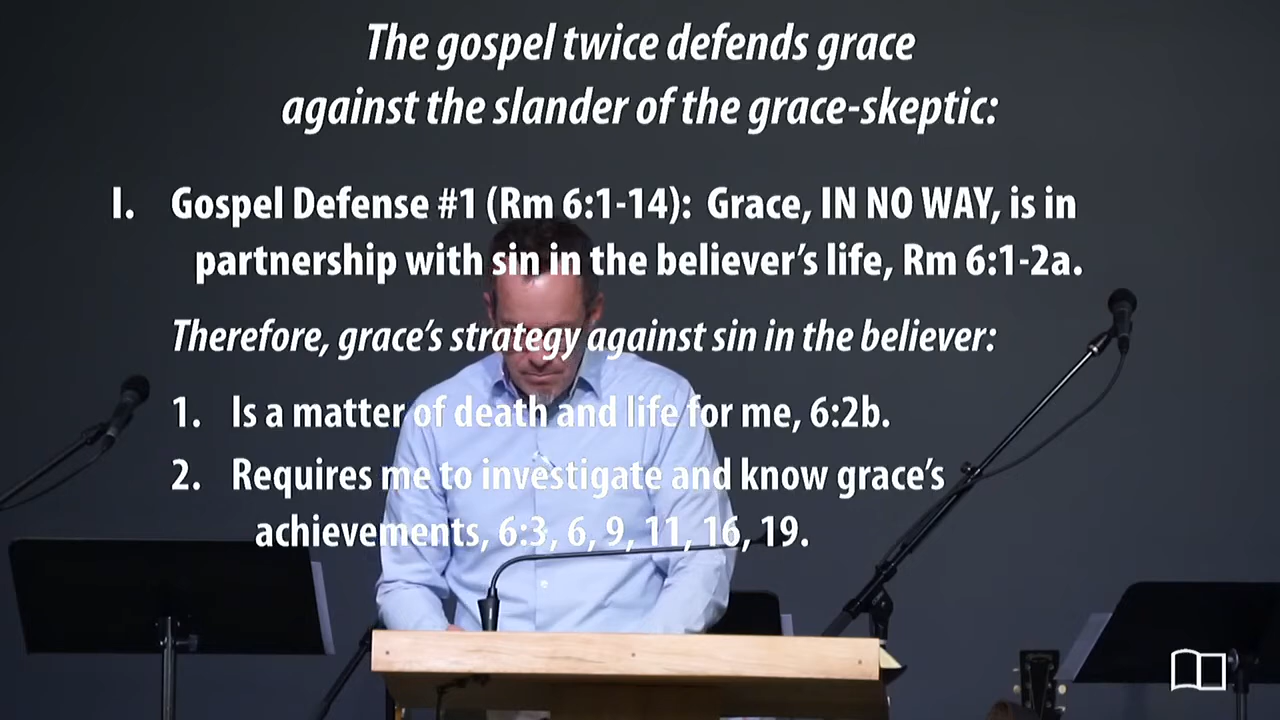 The gospel twice defends grace
against the slander of the grace-skeptic:
I. Gospel Defense #1 (Rm 6:1-14): Grace, IN NO WAY, is in
partnership with sin in the believer's life, Rm 6:1-2a.
Therefore, grace's strategy against sin in the believer:
1. Is a matter of death and life for me, 6:2b.
2. Requires me to investigate and know grace's
achievements, 6:3, 6, 9, 11, 16, 19.